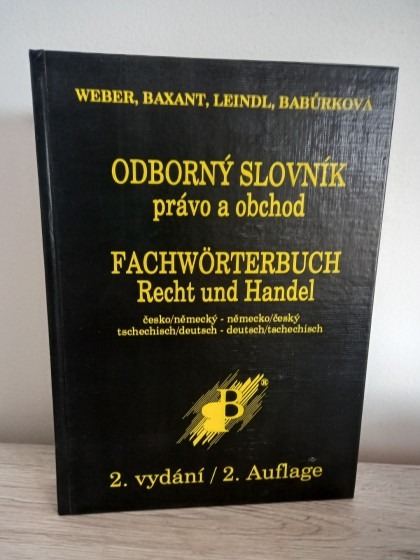 WEBER, BAXANT, LEINDL, BABŮRKOVÁ
ODBORNÝ SLOVNÍK
právo a obchod
FACHWÖRTERBUCH
Recht und Handel
česko/německý - německo/český
tschechisch/deutsch - deutsch/tschechisch
B
®
2. vydání / 2. Auflage